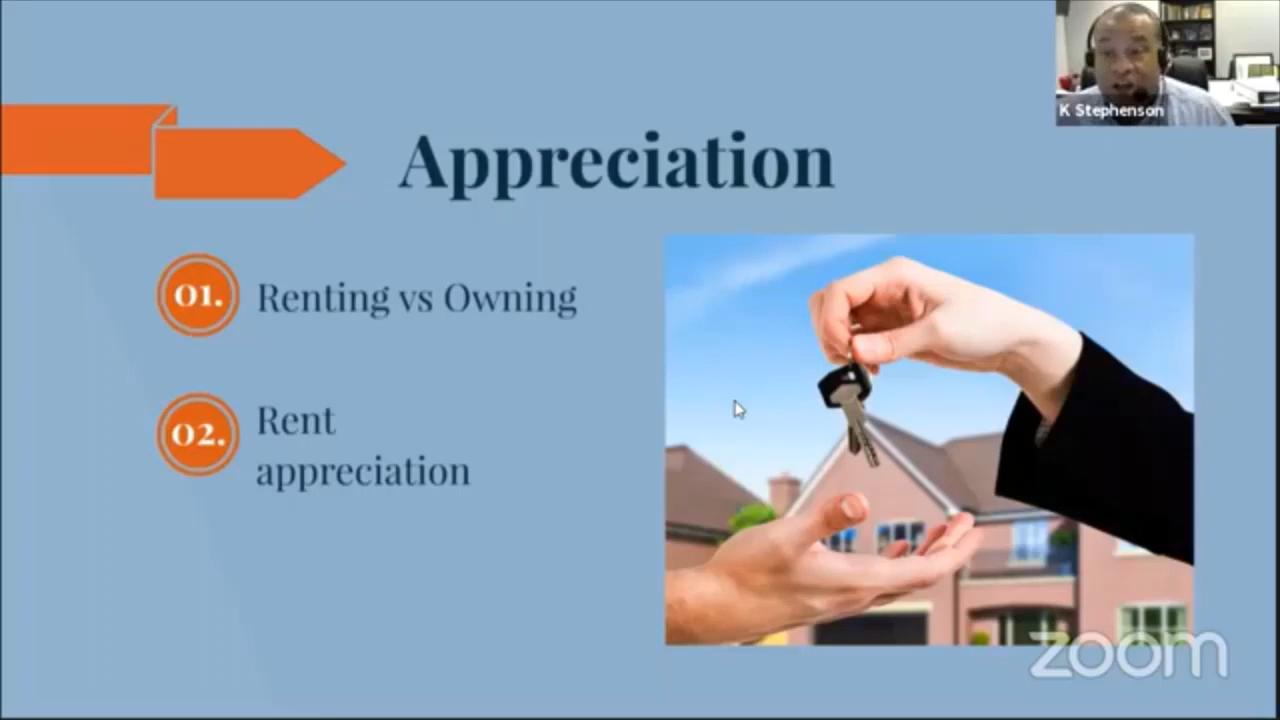 K Stephenson
Appreciation
01. Renting vs Owning
02. Rent
appreciation
zoom